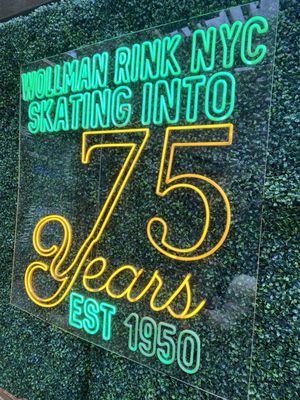 WOLLMAN RINK NYC
SKATING INTO
75
Years
EST 1950